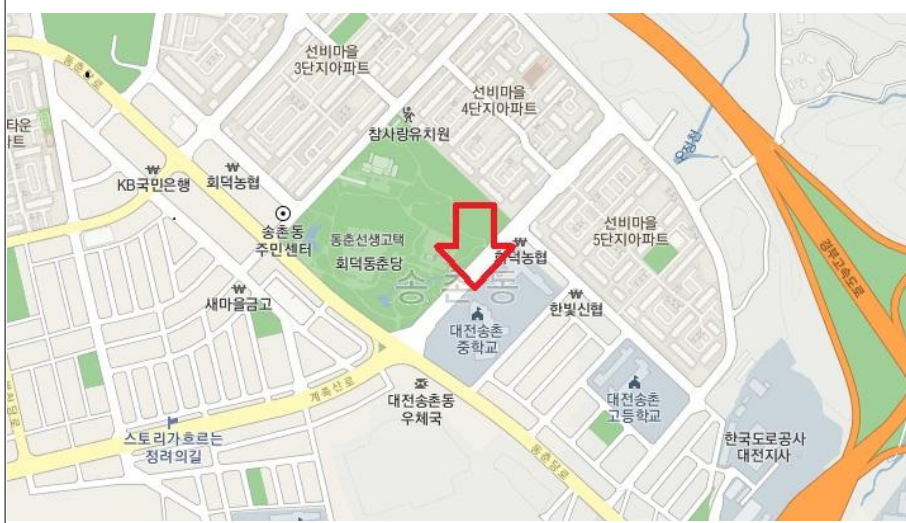 선비마을
3단지아파트
선비마을
4단지아파트
타운
참사랑유치원
오정천
KB국민은행
회덕농협
송촌동
주민센터
동춘선생고택
회덕동춘당
선비마을
5단지아파트
회덕농협
경부고속도로
송촌동
새마을금고
한빛신협
대전송촌
중학교
계족산로
대전송촌동
우체국
대전송촌
고등학교
스토리가흐르는
정려의길
동춘당로
한국도로공사
대전지사